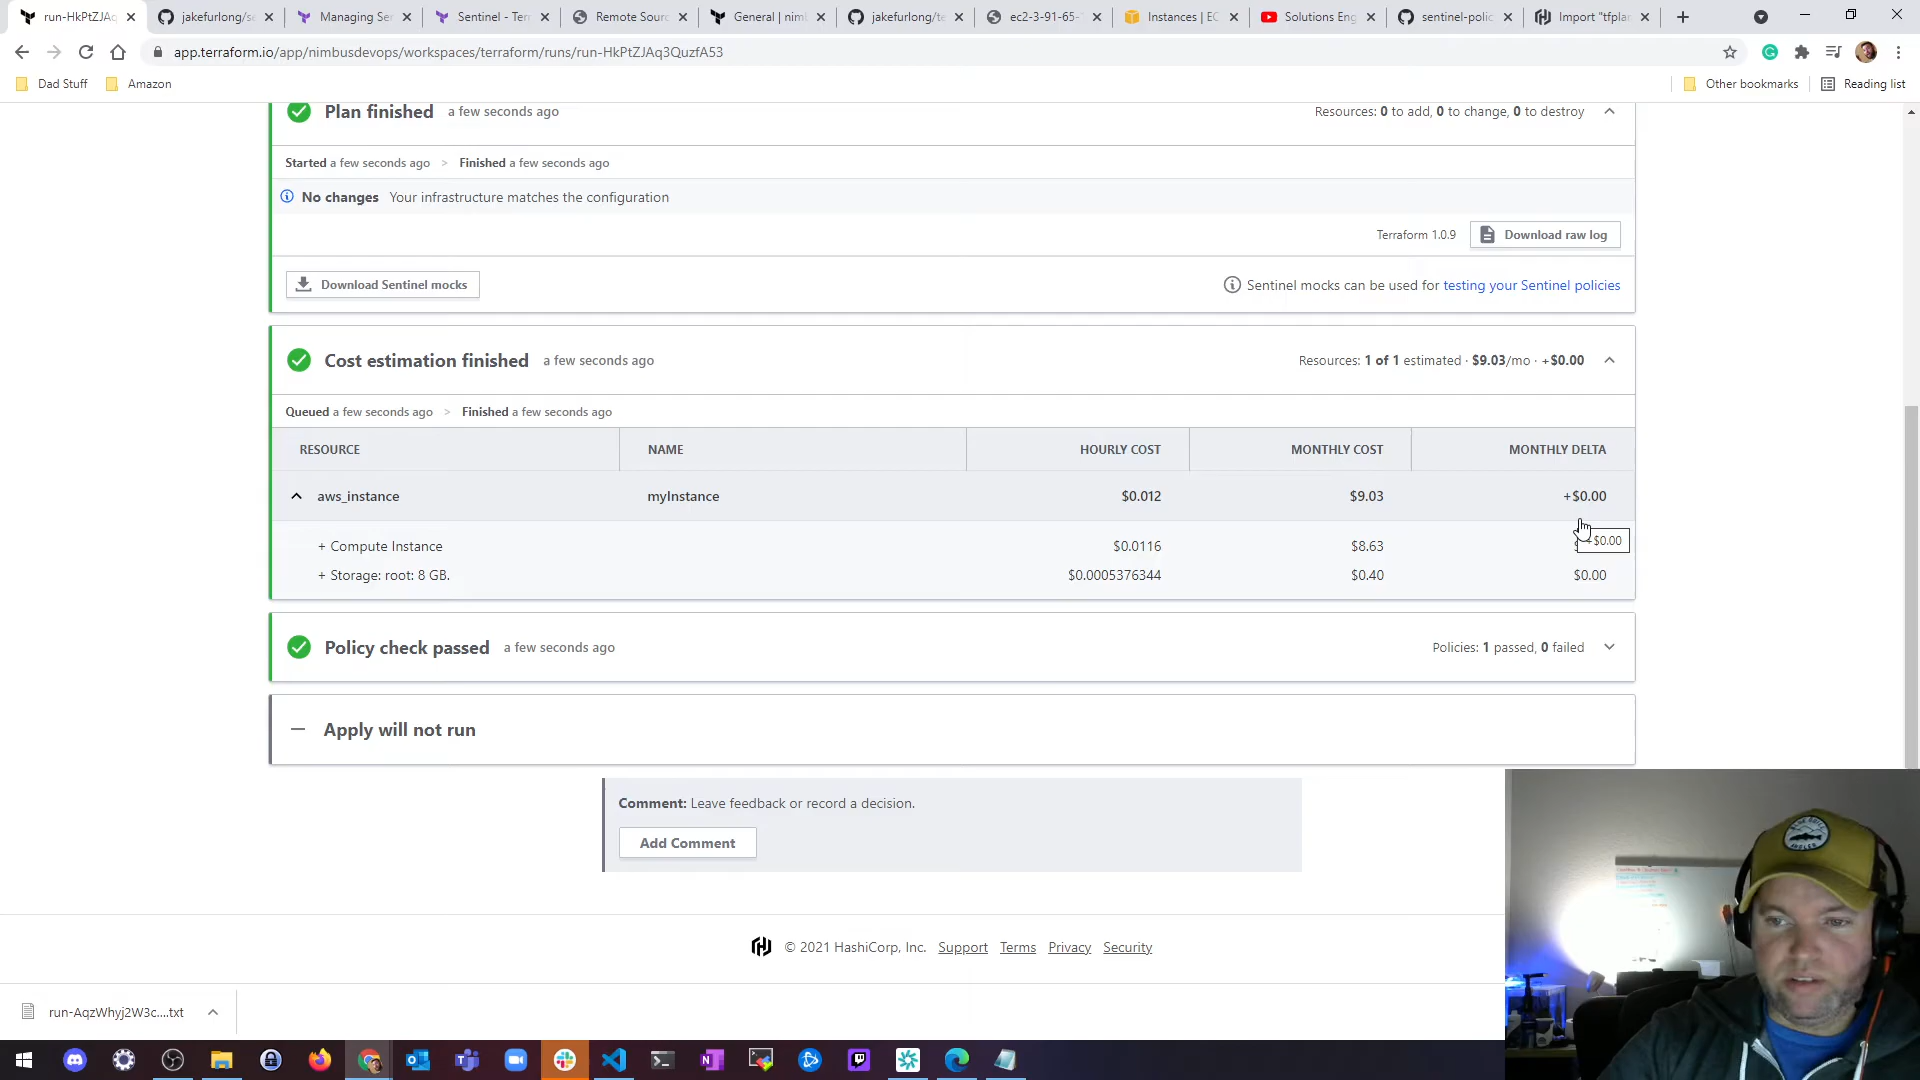 run-HkPtZJAq
jakefurlong/se
Managing Ser
Sentinel - Terr
Remote Sourc
General | nim
jakefurlong/te
ec2-3-91-65-
Instances | EC
Solutions Eng
sentinel-polic
Import "tfplan
app.terraform.io/app/nimbusdevops/workspaces/terraform/runs/run-HkPtZJAq3QuzfA53
Dad Stuff
Amazon
Other bookmarks
Reading list
Plan finished a few seconds ago
Resources: 0 to add, 0 to change, 0 to destroy
Started a few seconds ago > Finished a few seconds ago
No changes Your infrastructure matches the configuration
Terraform 1.0.9
Download raw log
Download Sentinel mocks
Sentinel mocks can be used for testing your Sentinel policies
Cost estimation finished a few seconds ago
Resources: 1 of 1 estimated · $9.03/mo · +$0.00
Queued a few seconds ago > Finished a few seconds ago
RESOURCE NAME HOURLY COST MONTHLY COST MONTHLY DELTA
aws_instance myInstance $0.012 $9.03 +$0.00
+ Compute Instance $0.0116 $8.63
+$0.00
+ Storage: root: 8 GB. $0.0005376344 $0.40 $0.00
Policy check passed a few seconds ago
Policies: 1 passed, 0 failed
Apply will not run
Comment: Leave feedback or record a decision.
Add Comment
© 2021 HashiCorp, Inc. Support Terms Privacy Security
run-AqzWhyj2W3c....txt